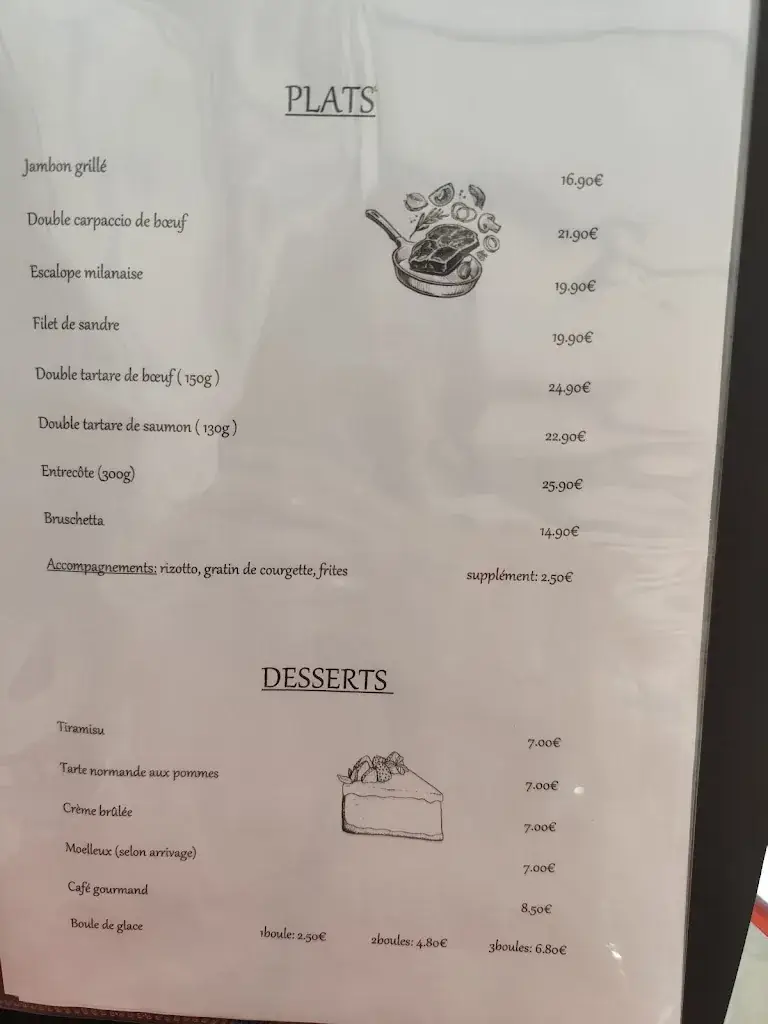 PLATS
Jambon grillé 16.90€
Double carpaccio de bœuf 21.90€
Escalope milanaise 19.90€
Filet de sandre 19.90€
Double tartare de bœuf ( 150g ) 24.90€
Double tartare de saumon ( 130g ) 22.90€
Entrecôte (300g) 25.90€
Bruschetta 14.90€
Accompagnements: rizotto, gratin de courgette, frites supplément: 2.50€
DESSERTS
Tiramisu 7.00€
Tarte normande aux pommes 7.00€
Crème brûlée 7.00€
Moelleux (selon arrivage) 7.00€
Café gourmand 8.50€
Boule de glace 1boule: 2.50€ 2boules: 4.80€ 3boules: 6.80€